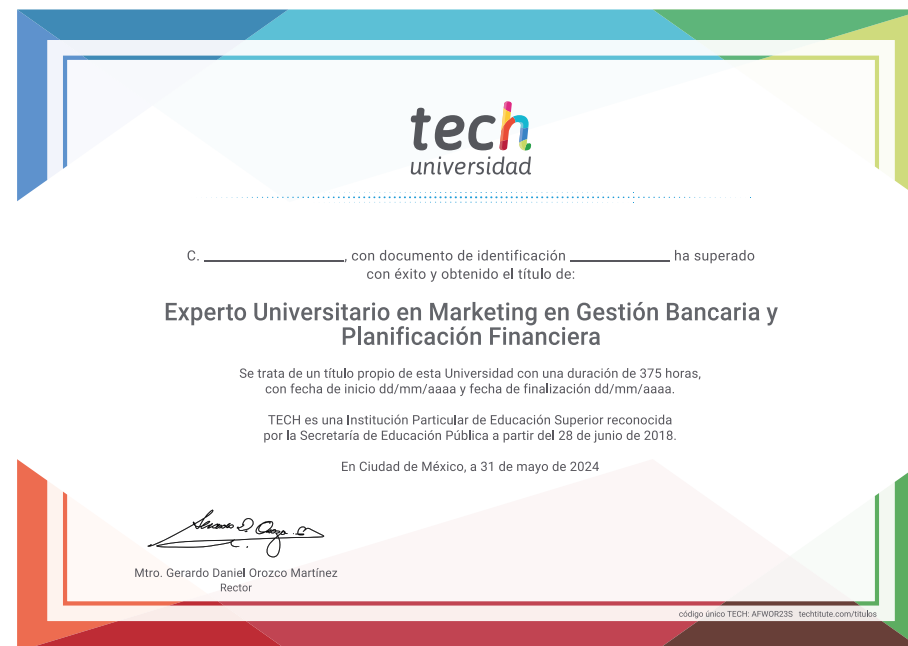 tech
universidad
C. ____________, con documento de identificación ____________ ha superado
con éxito y obtenido el título de:
Experto Universitario en Marketing en Gestión Bancaria y
Planificación Financiera
Se trata de un título propio de esta Universidad con una duración de 375 horas,
con fecha de inicio dd/mm/aaaa y fecha de finalización dd/mm/aaaa.
TECH es una Institución Particular de Educación Superior reconocida
por la Secretaría de Educación Pública a partir del 28 de junio de 2018.
En Ciudad de México, a 31 de mayo de 2024
Mtro. Gerardo Daniel Orozco Martínez
Rector
código único TECH: AFWOR23S techtitute.com/titulos